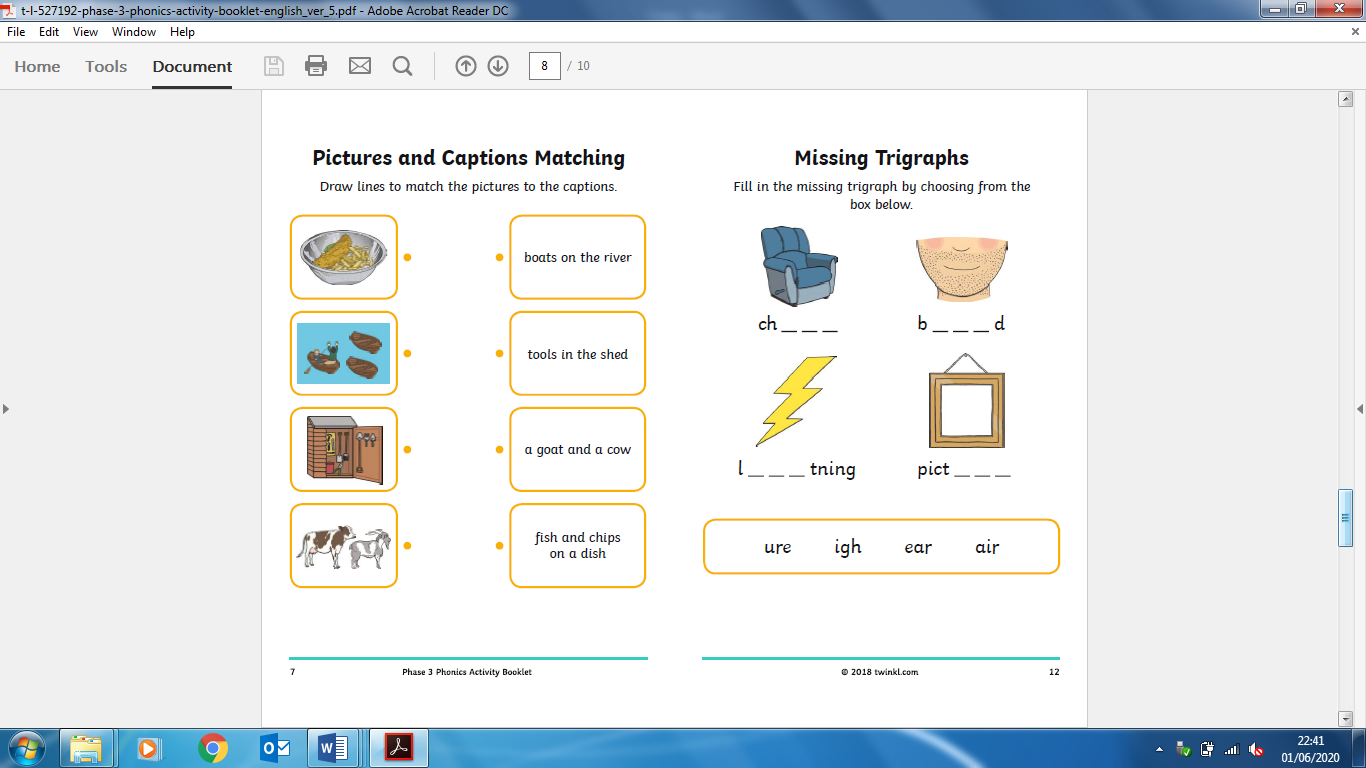 t-l-527192-phase-3-phonics-activity-booklet-english_ver_5.pdf - Adobe Acrobat Reader DC
File Edit View Window Help
Home Tools Document 8 / 10
Pictures and Captions Matching
Draw lines to match the pictures to the captions.
boats on the river
tools in the shed
a goat and a cow
fish and chips
on a dish
7 Phase 3 Phonics Activity Booklet
Missing Trigraphs
Fill in the missing trigraph by choosing from the
box below.
ch _ _ _ b _ _ _ d
l _ _ _ tning pict _ _ _
ure igh ear air
© 2018 twinkl.com 12
22:41
01/06/2020